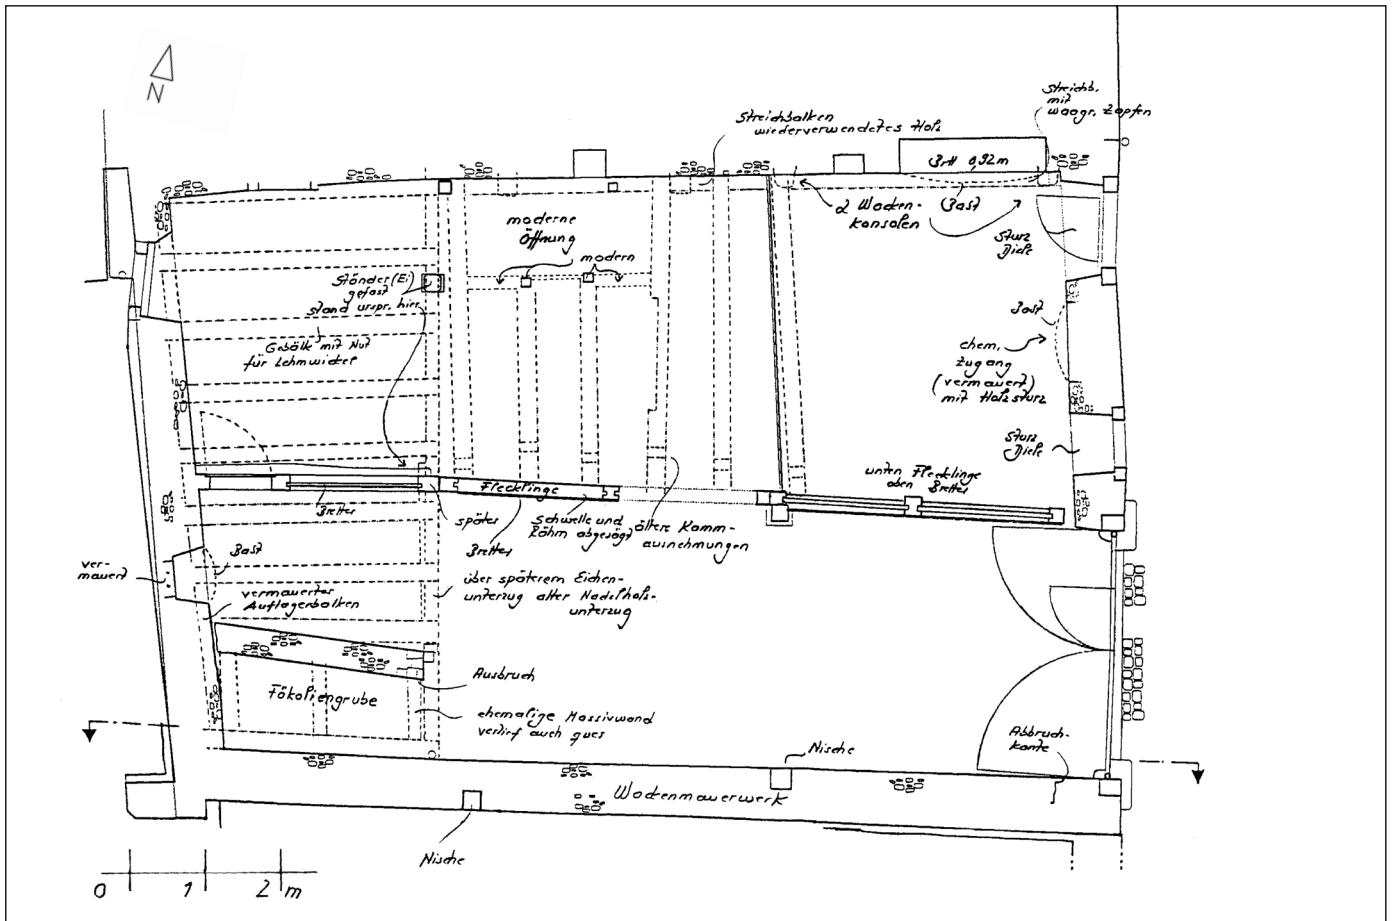 N
Streichbalken
wiederverwendetes Holz
Streichb.
mit
waagr. Zapfen
Brtt 0,92m
2 Wacken-
konsolen
(Bast)
Sturz
Diele
moderne
Öffnung
modern
Ständer (Ei)
gefast
stand urspr. hier
Gebälk mit Nut
für Lehmwickel
Bast
ehem.
Zugang
(vermauert)
mit Holzsturz
Sturz
Diele
unten Flecklinge
oben Bretter
Flecklinge
Bretter
später
Schwelle und
Rähm abgesägt
Bretter
ältere Kamm-
ausnehmungen
ver-
mauert
Bast
vermauerter
Auflagerbalken
über späterem Eichen-
unterzug alter Nadelholz-
unterzug
Fäkaliengrube
Ausbruch
ehemalige Massivwand
verlief auch quer
Nische
Abbruch-
kante
Wackenmauerwerk
Nische
0 1 2 m